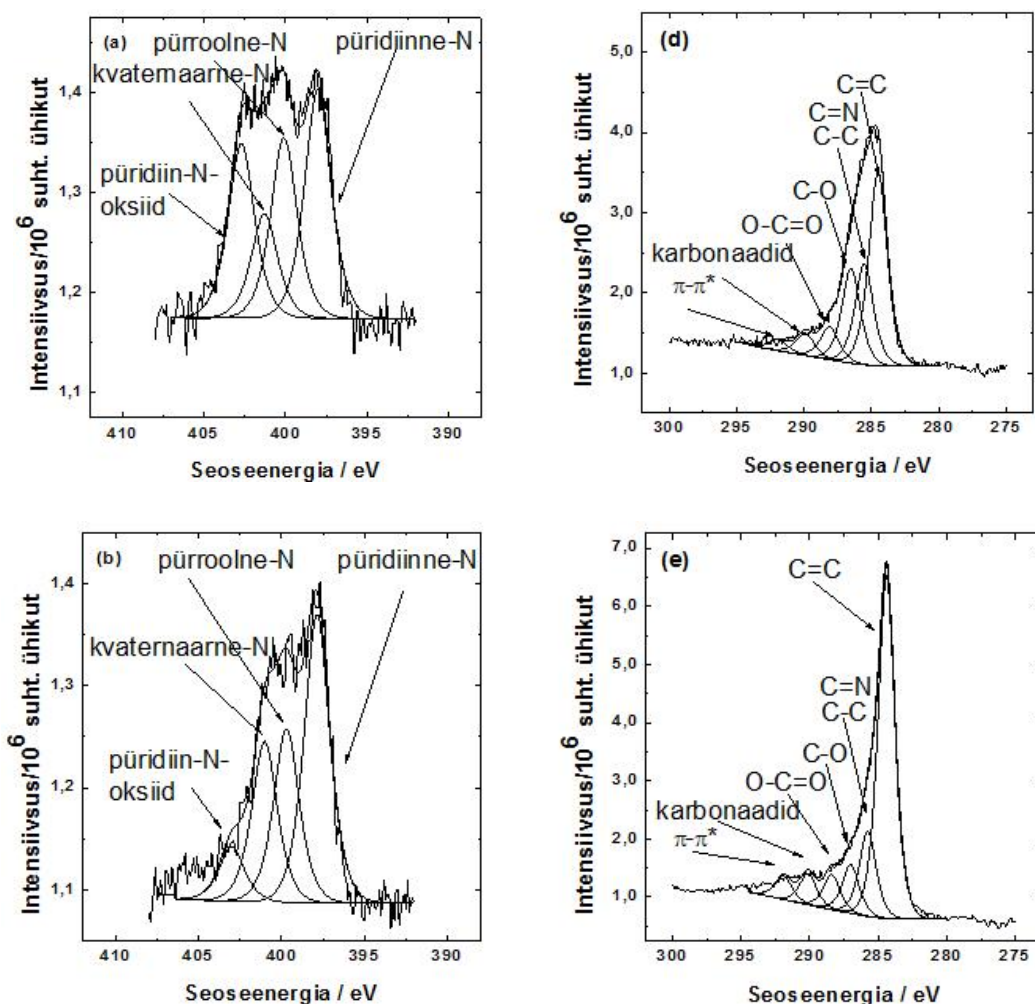 (a)
pürroolne-N
püridiinne-N
kvaternaarne-N
püridiin-N-
oksiid
1,4
1,3
1,2
1,1
Intensiivsus/10⁶ suht. ühikut
410 405 400 395 390
Seoseenergia / eV
(d)
C=C
C=N
C-C
C-O
O-C=O
karbonaadid
π-π*
5,0
4,0
3,0
2,0
1,0
Intensiivsus/10⁶ suht. ühikut
300 295 290 285 280 275
Seoseenergia / eV
(b)
pürroolne-N
püridiinne-N
kvaternaarne-N
püridiin-N-
oksiid
1,4
1,3
1,2
1,1
Intensiivsus/10⁶ suht. ühikut
410 405 400 395 390
Seoseenergia / eV
(e)
C=C
C=N
C-C
C-O
O-C=O
karbonaadid
π-π*
7,0
6,0
5,0
4,0
3,0
2,0
1,0
Intensiivsus/10⁶ suht. ühikut
300 295 290 285 280 275
Seoseenergia / eV